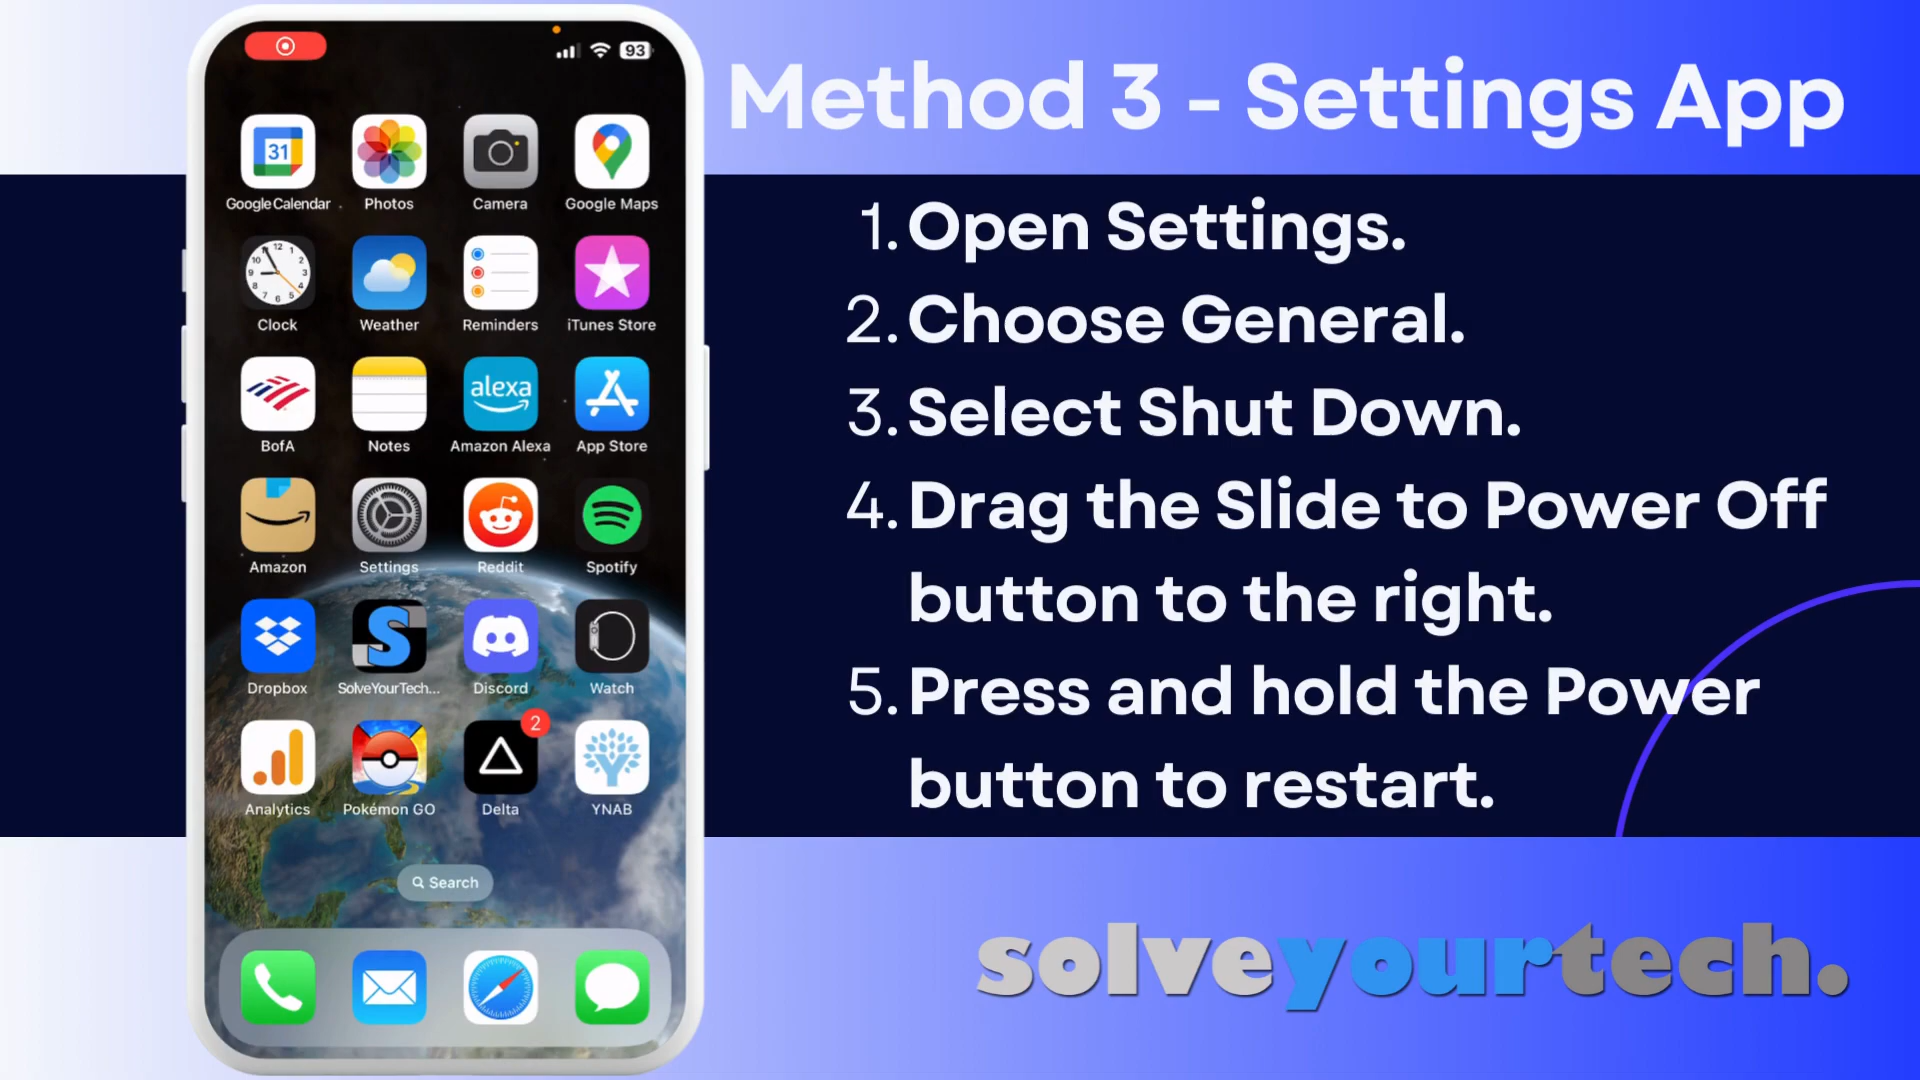 93
Method 3 - Settings App
31
Google Calendar
Photos
Camera
Google Maps
Clock
Weather
Reminders
iTunes Store
alexa
BofA
Notes
Amazon Alexa
App Store
Amazon
Settings
Reddit
Spotify
S
Dropbox
SolveYourTech...
Discord
Watch
2
Analytics
Pokémon GO
Delta
YNAB
Search
1. Open Settings.
2. Choose General.
3. Select Shut Down.
4. Drag the Slide to Power Off
button to the right.
5. Press and hold the Power
button to restart.
solveyourtech.